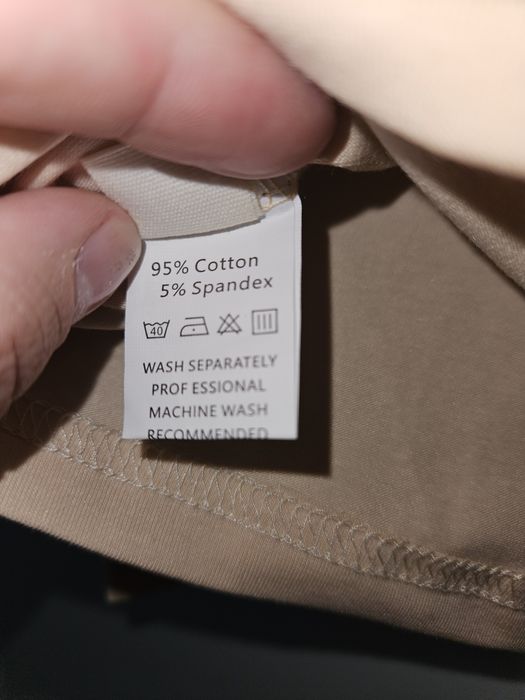 95% Cotton
5% Spandex
40
WASH SEPARATELY
PROF ESSIONAL
MACHINE WASH
RECOMMENDED